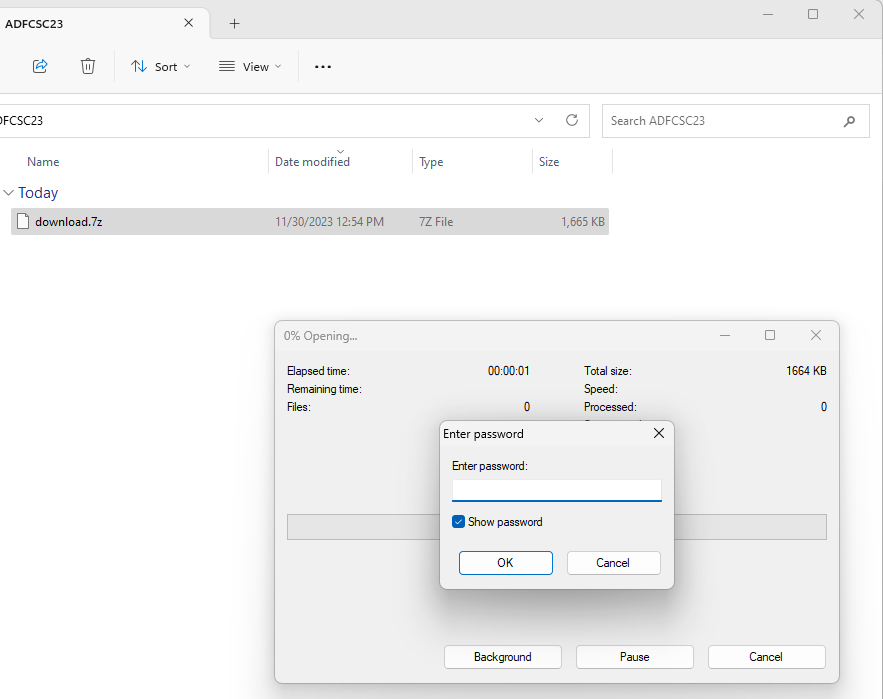 ADFCSC23
Sort
View
DFCSC23
Search ADFCSC23
Name Date modified Type Size
Today
download.7z 11/30/2023 12:54 PM 7Z File 1,665 KB
0% Opening...
Elapsed time: 00:00:01 Total size: 1664 KB
Remaining time: Speed:
Files: 0 Processed: 0
Enter password
Enter password:
Show password
OK Cancel
Background Pause Cancel